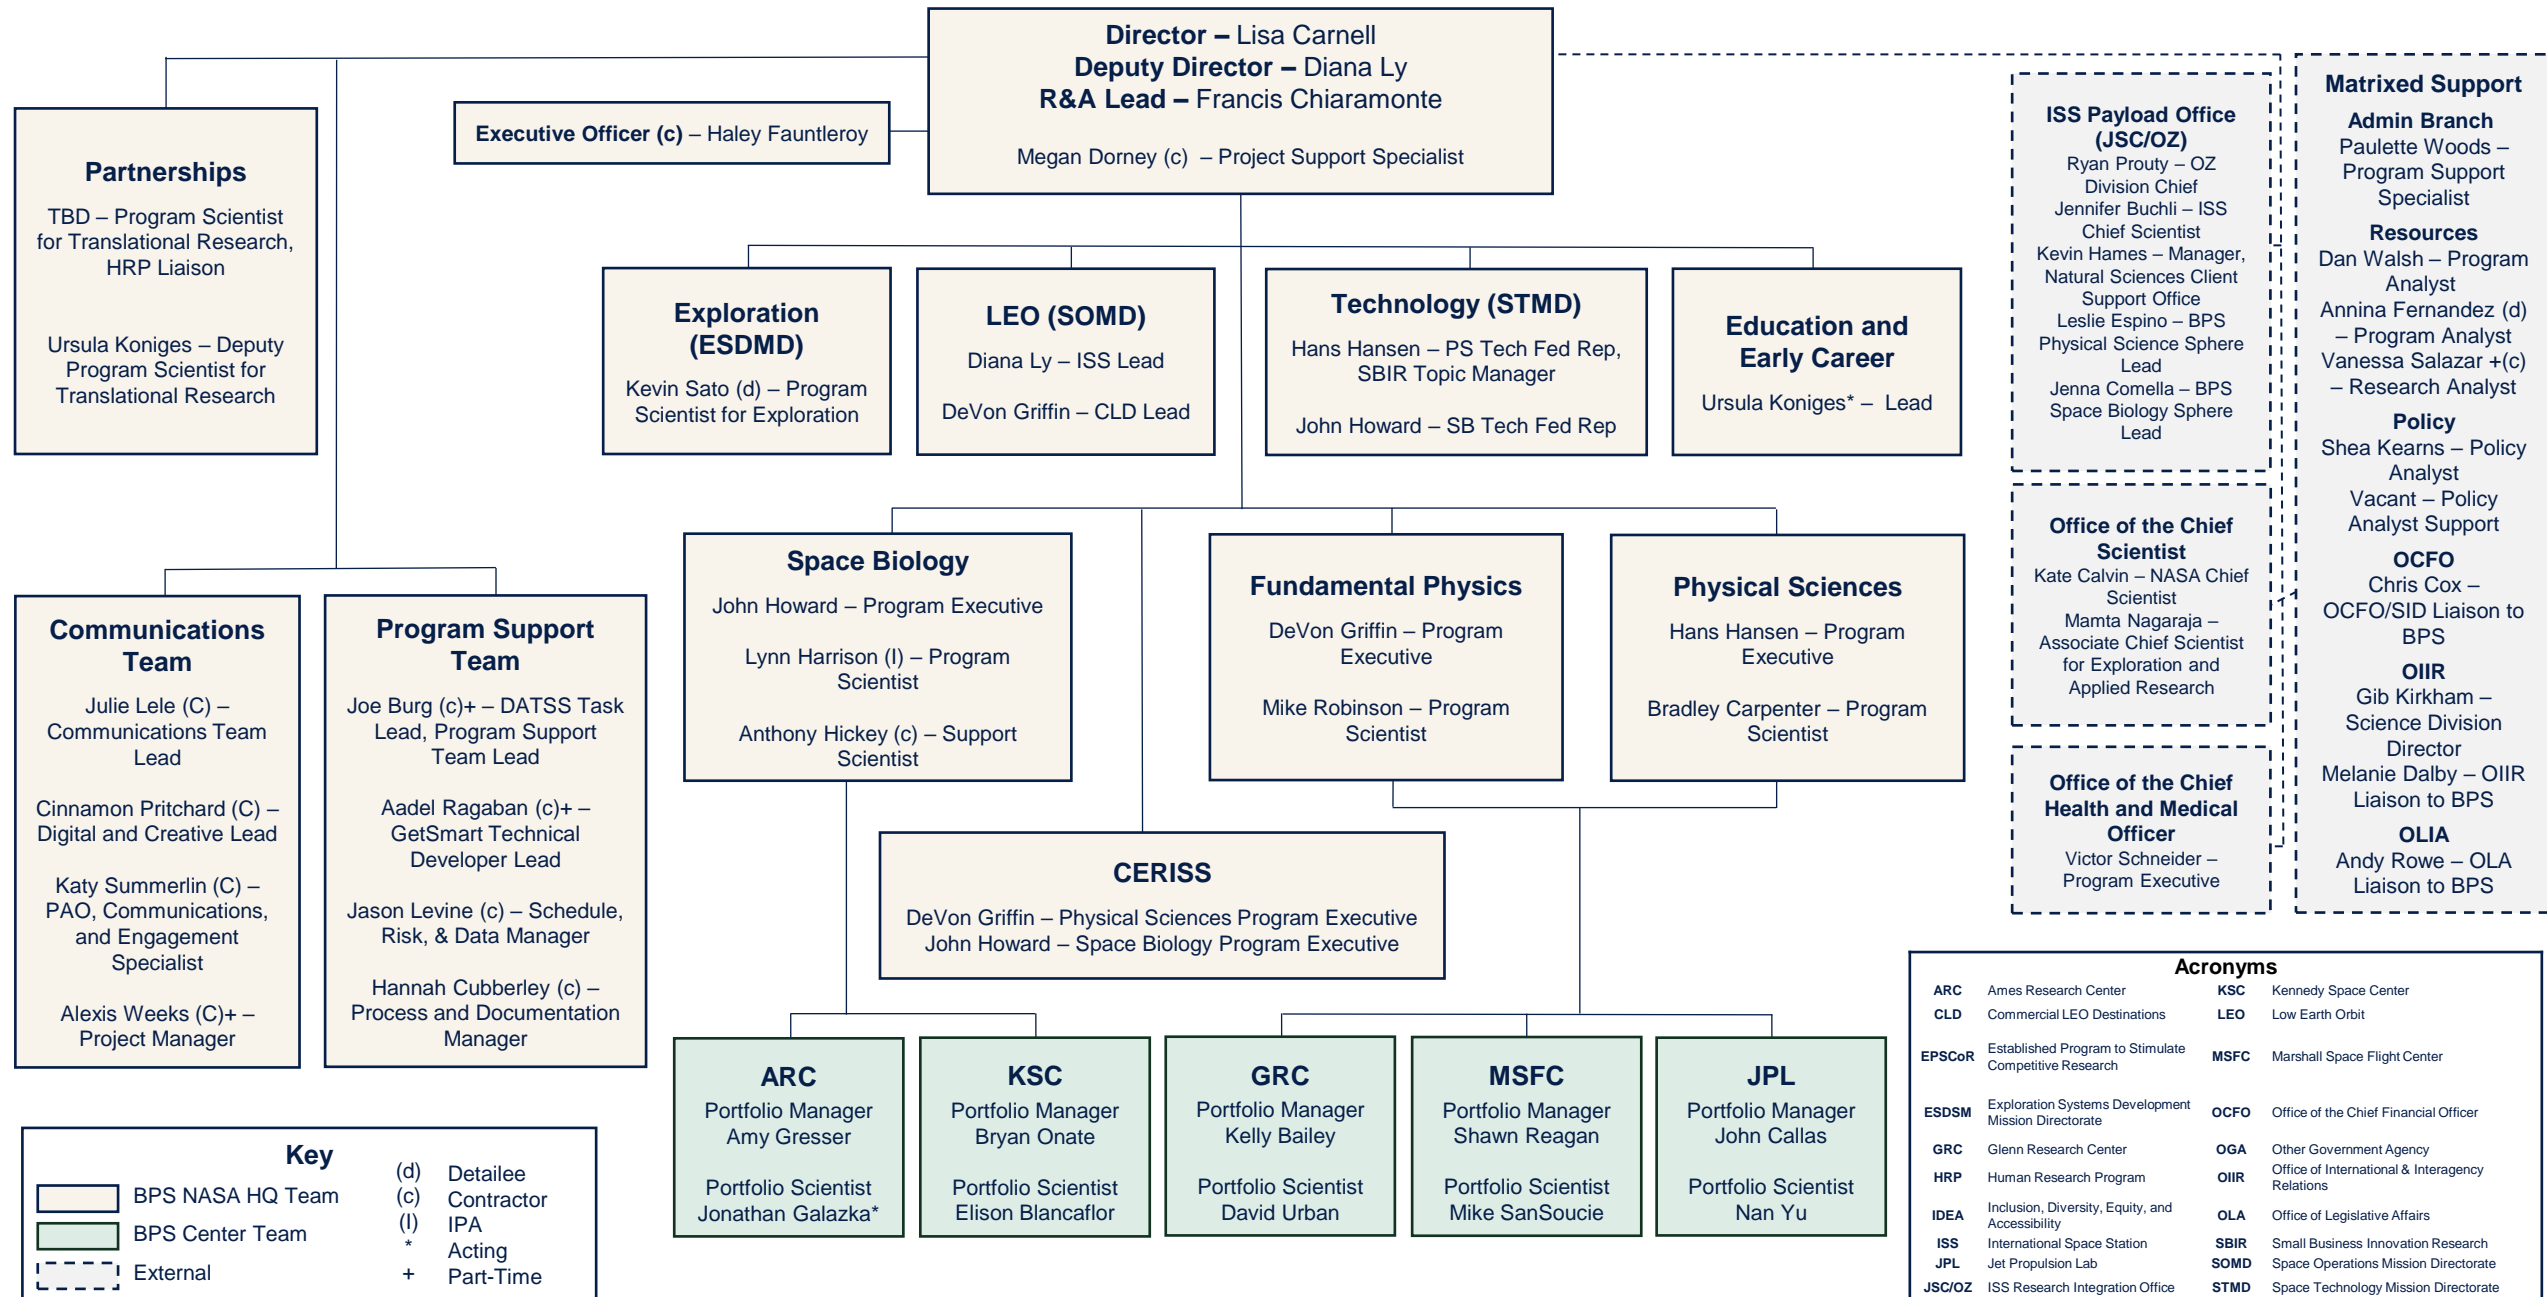 Director – Lisa Carnell
Deputy Director – Diana Ly
R&A Lead – Francis Chiaramonte
Megan Dorney (c)  – Project Support Specialist
Executive Officer (c) – Haley Fauntleroy
Partnerships
TBD – Program Scientist
for Translational Research,
HRP Liaison
Ursula Koniges – Deputy
Program Scientist for
Translational Research
Exploration
(ESDMD)
Kevin Sato (d) – Program
Scientist for Exploration
LEO (SOMD)
Diana Ly – ISS Lead
DeVon Griffin – CLD Lead
Technology (STMD)
Hans Hansen – PS Tech Fed Rep,
SBIR Topic Manager
John Howard – SB Tech Fed Rep
Education and
Early Career
Ursula Koniges* –  Lead
ISS Payload Office
(JSC/OZ)
Ryan Prouty – OZ
Division Chief
Jennifer Buchli – ISS
Chief Scientist
Kevin Hames – Manager,
Natural Sciences Client
Support Office
Leslie Espino – BPS
Physical Science Sphere
Lead
Jenna Comella – BPS
Space Biology Sphere
Lead
Office of the Chief
Scientist
Kate Calvin – NASA Chief
Scientist
Mamta Nagaraja –
Associate Chief Scientist
for Exploration and
Applied Research
Office of the Chief
Health and Medical
Officer
Victor Schneider –
Program Executive
Matrixed Support
Admin Branch
Paulette Woods –
Program Support
Specialist
Resources
Dan Walsh – Program
Analyst
Annina Fernandez (d)
– Program Analyst
Vanessa Salazar +(c)
– Research Analyst
Policy
Shea Kearns – Policy
Analyst
Vacant – Policy
Analyst Support
OCFO
Chris Cox –
OCFO/SID Liaison to
BPS
OIIR
Gib Kirkham –
Science Division
Director
Melanie Dalby – OIIR
Liaison to BPS
OLIA
Andy Rowe – OLA
Liaison to BPS
Communications
Team
Julie Lele (C) –
Communications Team
Lead
Cinnamon Pritchard (C) –
Digital and Creative Lead
Katy Summerlin (C) –
PAO, Communications,
and Engagement
Specialist
Alexis Weeks (C)+ –
Project Manager
Program Support
Team
Joe Burg (c)+ – DATSS Task
Lead, Program Support
Team Lead
Aadel Ragaban (c)+ –
GetSmart Technical
Developer Lead
Jason Levine (c) – Schedule,
Risk, & Data Manager
Hannah Cubberley (c) –
Process and Documentation
Manager
Space Biology
John Howard – Program Executive
Lynn Harrison (I) – Program
Scientist
Anthony Hickey (c) – Support
Scientist
Fundamental Physics
DeVon Griffin – Program
Executive
Mike Robinson – Program
Scientist
Physical Sciences
Hans Hansen – Program
Executive
Bradley Carpenter – Program
Scientist
CERISS
DeVon Griffin – Physical Sciences Program Executive
John Howard – Space Biology Program Executive
ARC
Portfolio Manager
Amy Gresser
Portfolio Scientist
Jonathan Galazka*
KSC
Portfolio Manager
Bryan Onate
Portfolio Scientist
Elison Blancaflor
GRC
Portfolio Manager
Kelly Bailey
Portfolio Scientist
David Urban
MSFC
Portfolio Manager
Shawn Reagan
Portfolio Scientist
Mike SanSoucie
JPL
Portfolio Manager
John Callas
Portfolio Scientist
Nan Yu
Key
BPS NASA HQ Team
BPS Center Team
External
(d) Detailee
(c) Contractor
(I) IPA
* Acting
+ Part-Time
Acronyms
ARC Ames Research Center KSC Kennedy Space Center
CLD Commercial LEO Destinations LEO Low Earth Orbit
EPSCoR Established Program to Stimulate
Competitive Research MSFC Marshall Space Flight Center
ESDSM Exploration Systems Development
Mission Directorate OCFO Office of the Chief Financial Officer
GRC Glenn Research Center OGA Other Government Agency
HRP Human Research Program OIIR Office of International & Interagency
Relations
IDEA Inclusion, Diversity, Equity, and
Accessibility OLA Office of Legislative Affairs
ISS International Space Station SBIR Small Business Innovation Research
JPL Jet Propulsion Lab SOMD Space Operations Mission Directorate
JSC/OZ ISS Research Integration Office STMD Space Technology Mission Directorate